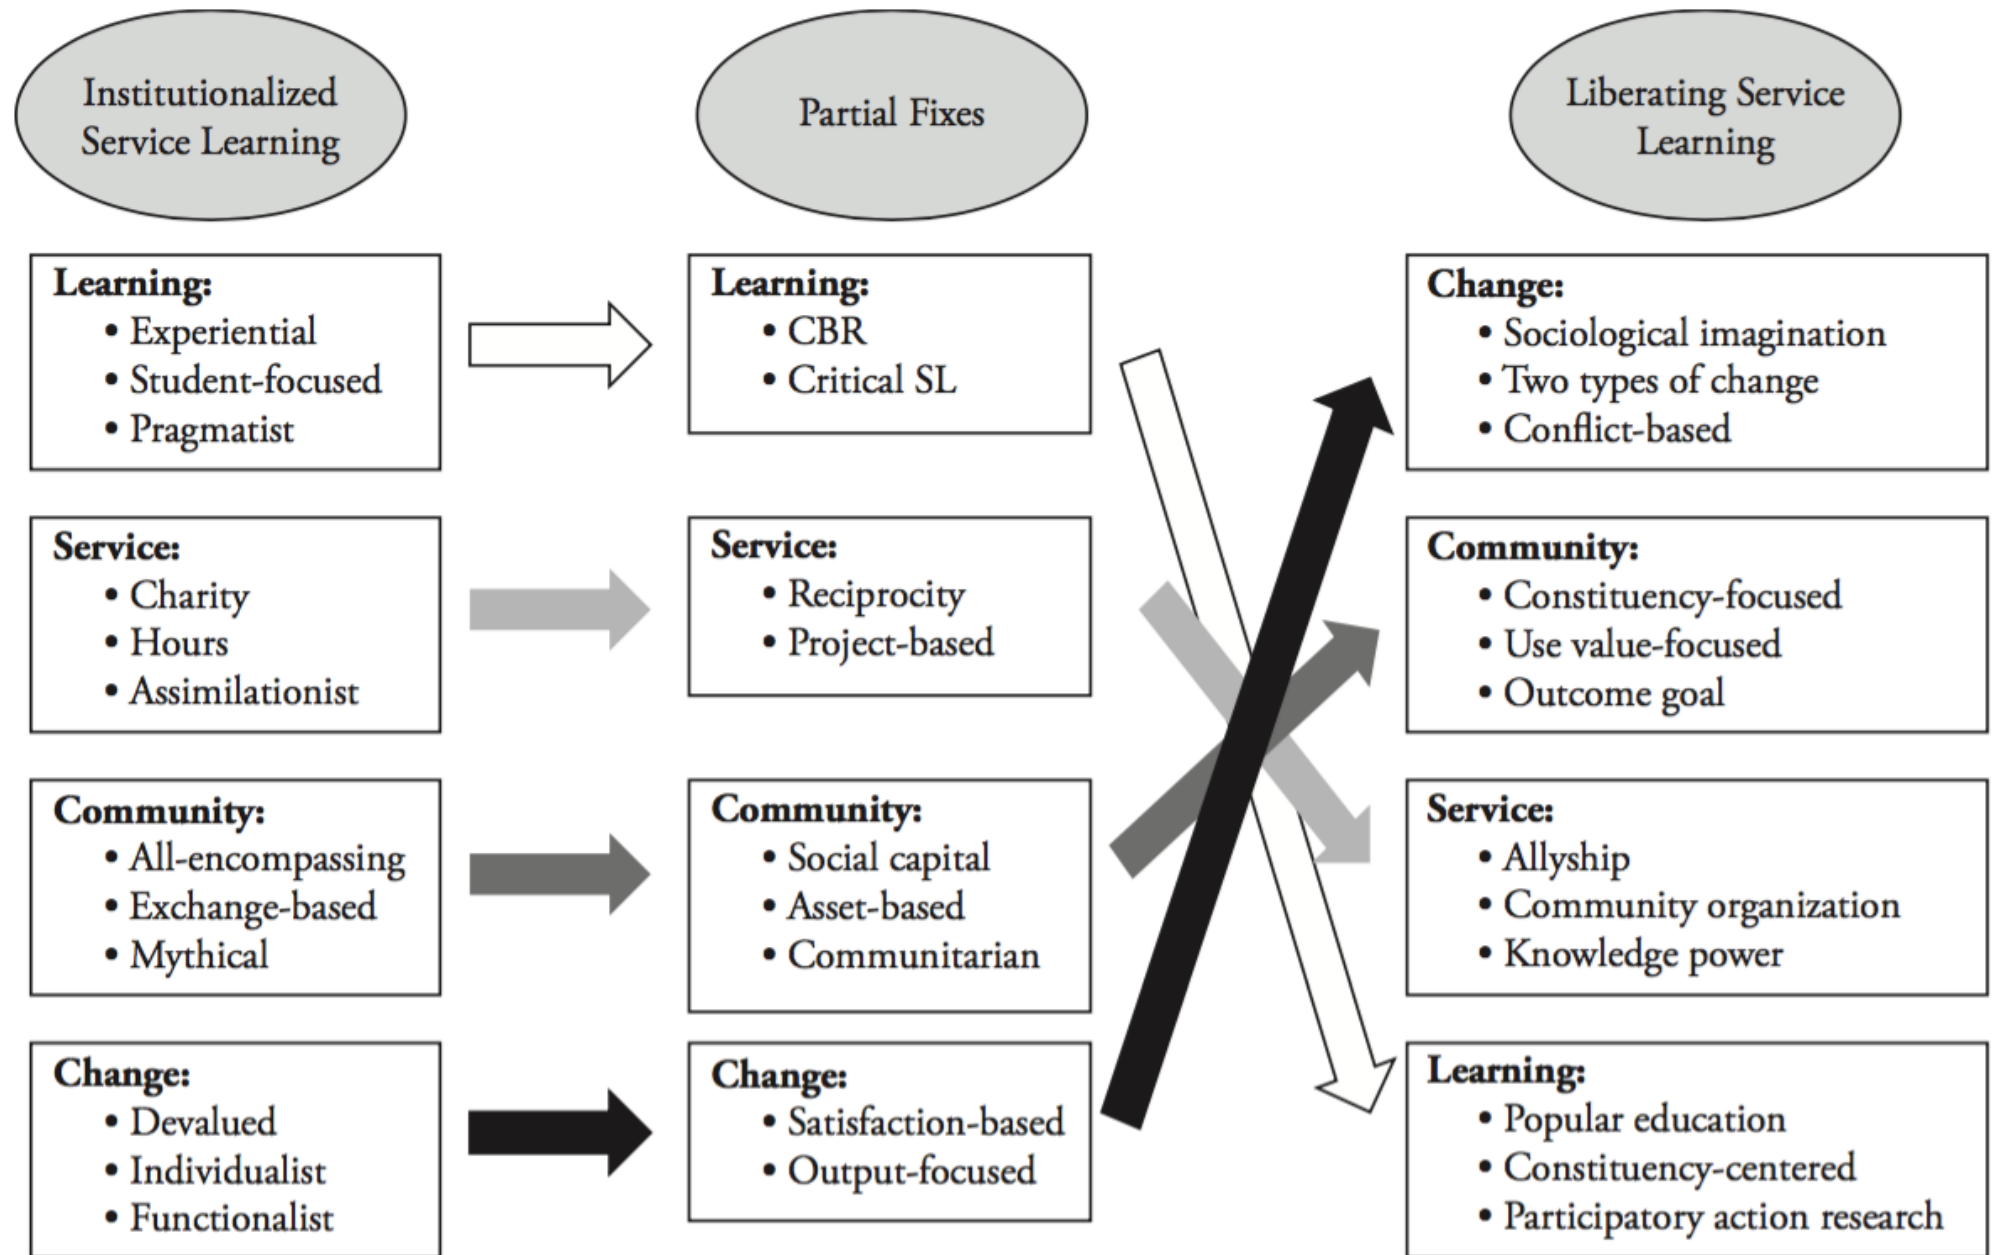 Institutionalized
Service Learning
Partial Fixes
Liberating Service
Learning
Learning:
• Experiential
• Student-focused
• Pragmatist
Learning:
• CBR
• Critical SL
Change:
• Sociological imagination
• Two types of change
• Conflict-based
Service:
• Charity
• Hours
• Assimilationist
Service:
• Reciprocity
• Project-based
Community:
• Constituency-focused
• Use value-focused
• Outcome goal
Community:
• All-encompassing
• Exchange-based
• Mythical
Community:
• Social capital
• Asset-based
• Communitarian
Service:
• Allyship
• Community organization
• Knowledge power
Change:
• Devalued
• Individualist
• Functionalist
Change:
• Satisfaction-based
• Output-focused
Learning:
• Popular education
• Constituency-centered
• Participatory action research